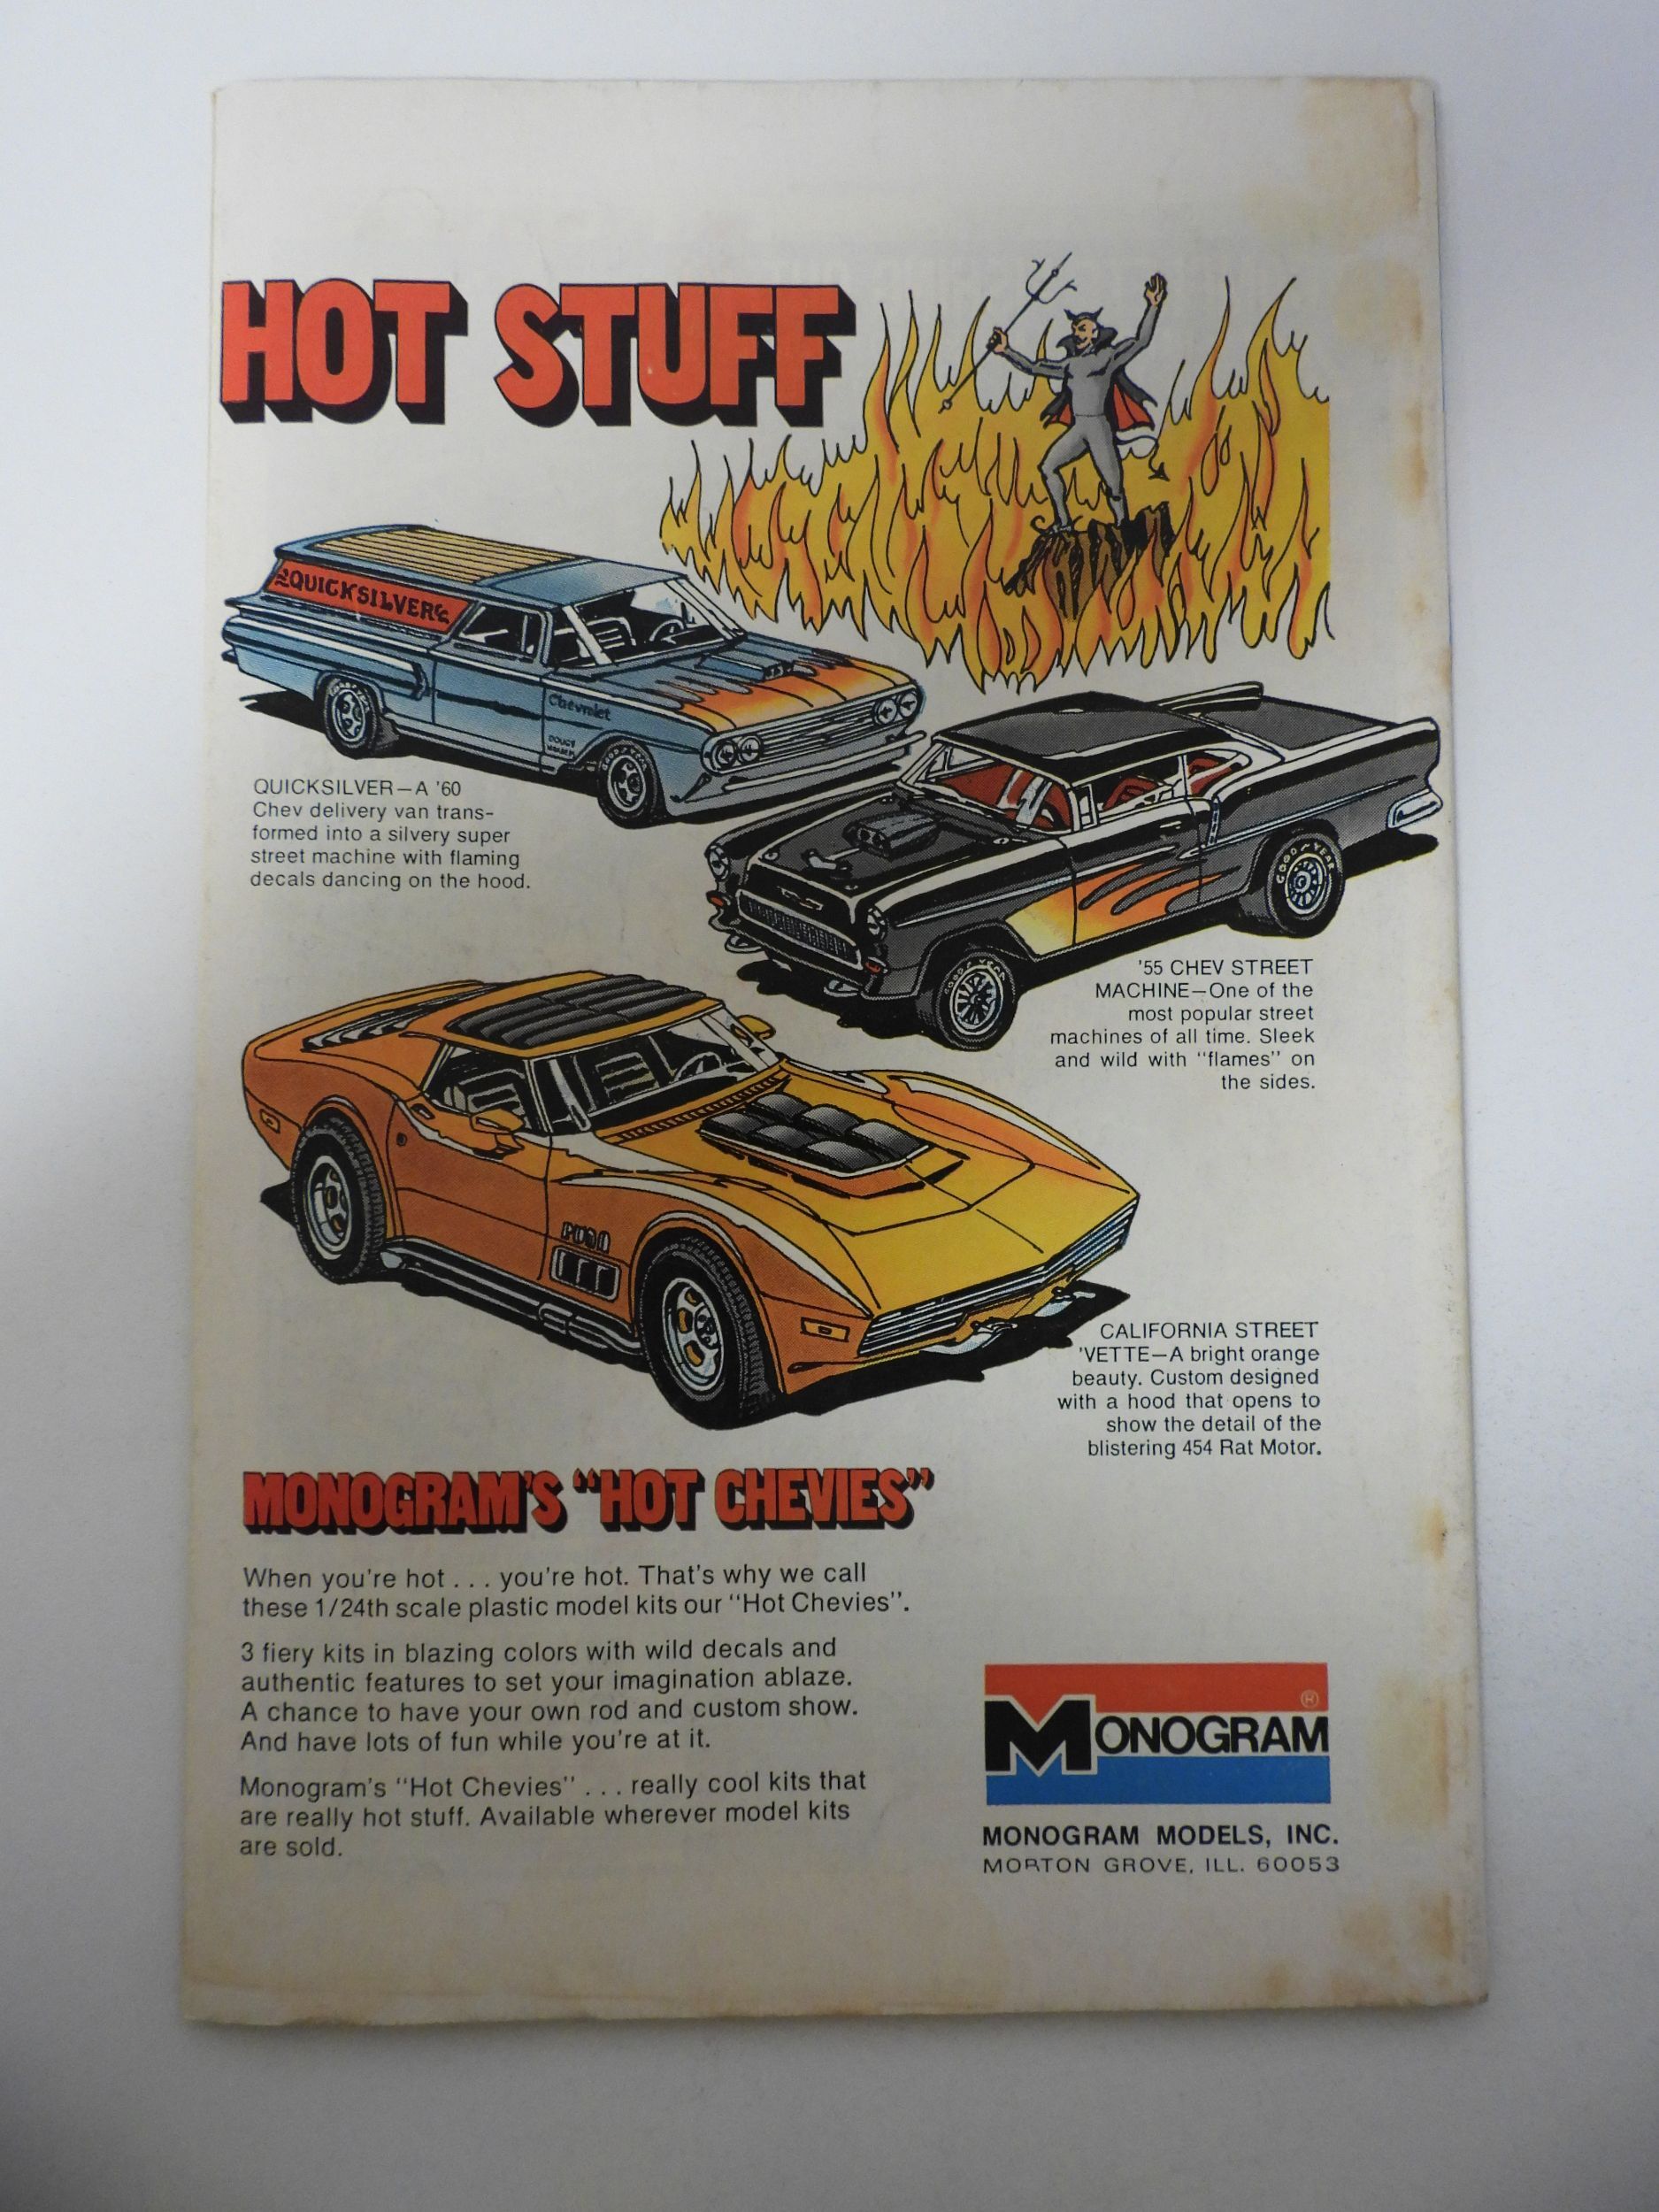 HOT STUFF
QUICKSILVER
Chevrolet
QUICKSILVER—A '60
Chev delivery van trans-
formed into a silvery super
street machine with flaming
decals dancing on the hood.
GOOD YEAR
GOOD YEAR
'55 CHEV STREET
MACHINE—One of the
most popular street
machines of all time. Sleek
and wild with "flames" on
the sides.
CALIFORNIA STREET
'VETTE—A bright orange
beauty. Custom designed
with a hood that opens to
show the detail of the
blistering 454 Rat Motor.
MONOGRAM'S "HOT CHEVIES"
When you're hot . . . you're hot. That's why we call
these 1/24th scale plastic model kits our "Hot Chevies".
3 fiery kits in blazing colors with wild decals and
authentic features to set your imagination ablaze.
A chance to have your own rod and custom show.
And have lots of fun while you're at it.
Monogram's "Hot Chevies" . . . really cool kits that
are really hot stuff. Available wherever model kits
are sold.
MONOGRAM ®
MONOGRAM MODELS, INC.
MORTON GROVE, ILL. 60053